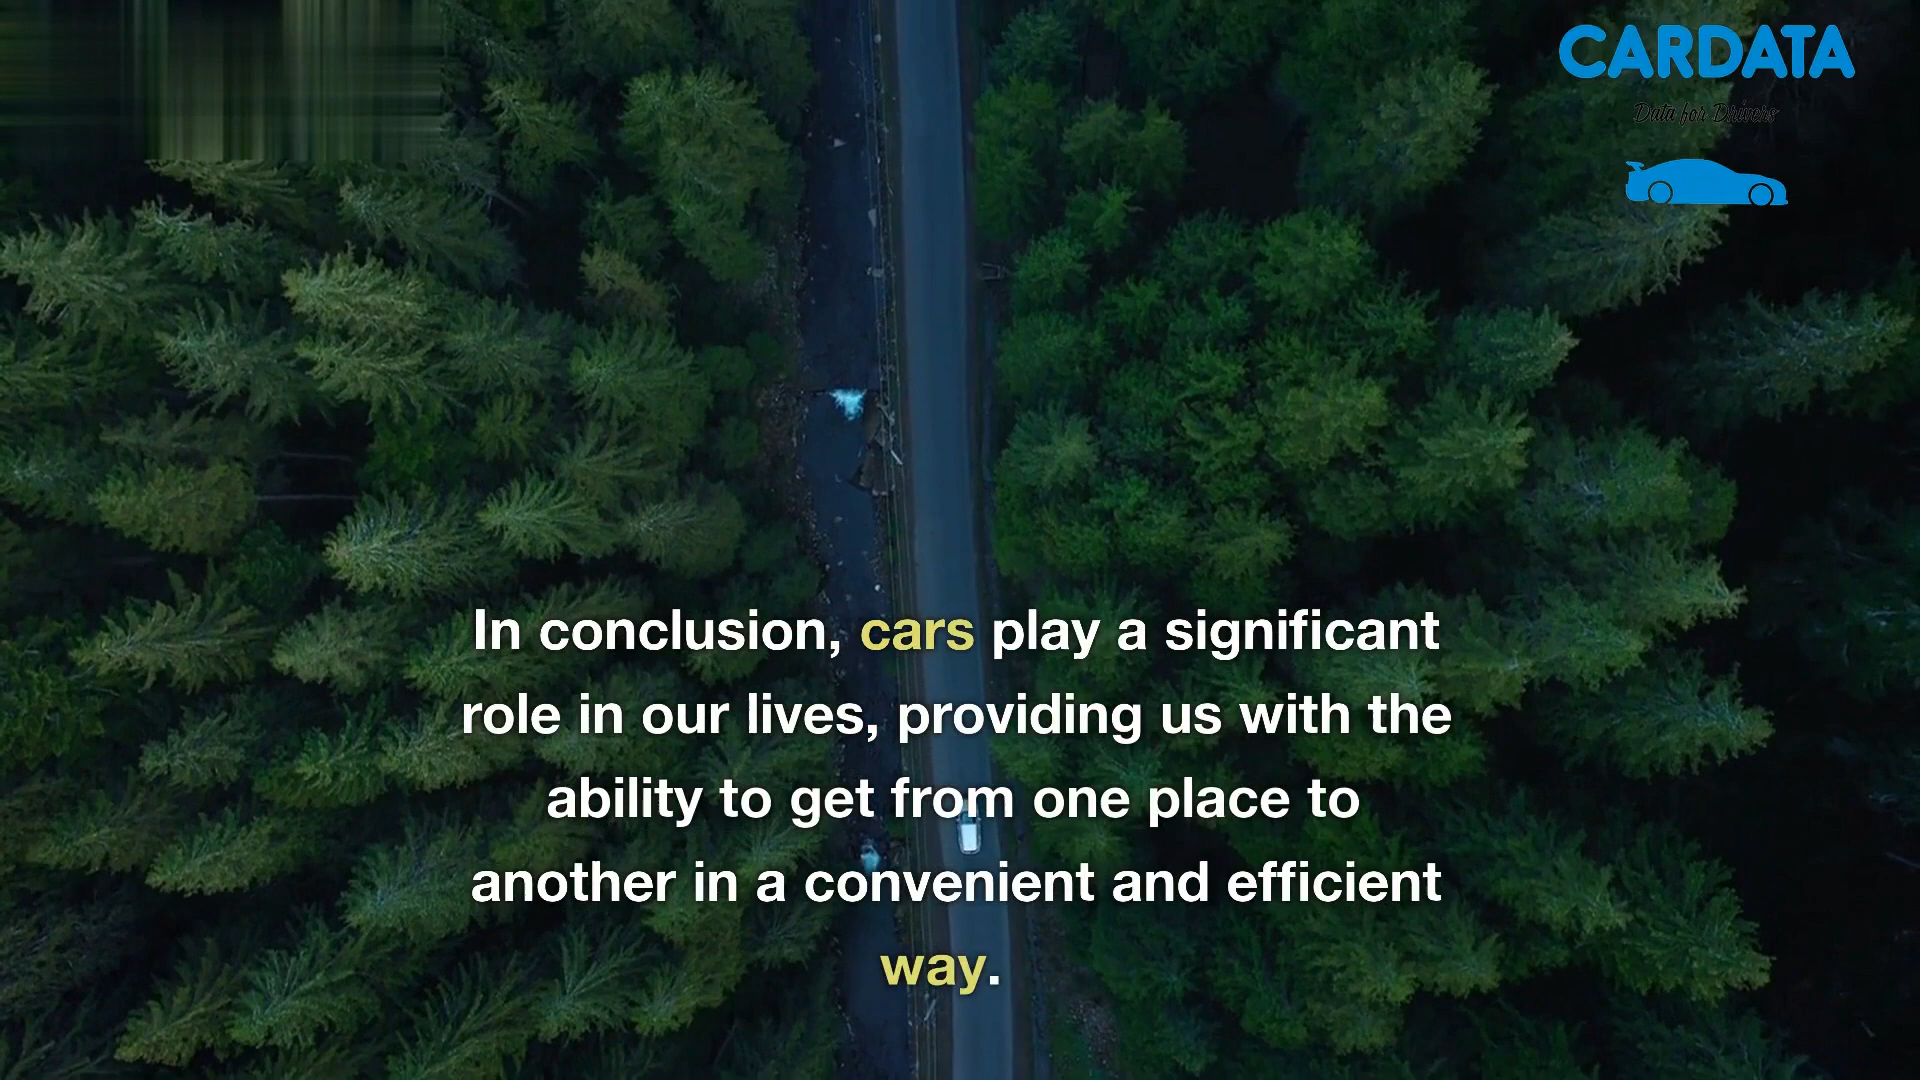 CARDATA
Data for Drivers
In conclusion, cars play a significant
role in our lives, providing us with the
ability to get from one place to
another in a convenient and efficient
way.